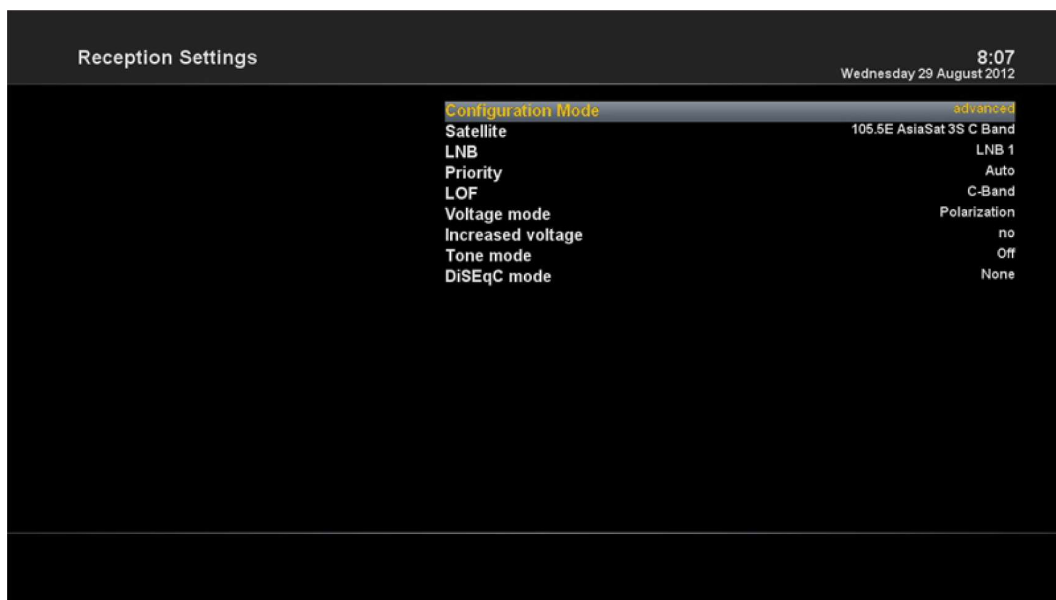 Reception Settings
8:07
Wednesday 29 August 2012
Configuration Mode advanced
Satellite 105.5E AsiaSat 3S C Band
LNB LNB 1
Priority Auto
LOF C-Band
Voltage mode Polarization
Increased voltage no
Tone mode Off
DiSEqC mode None